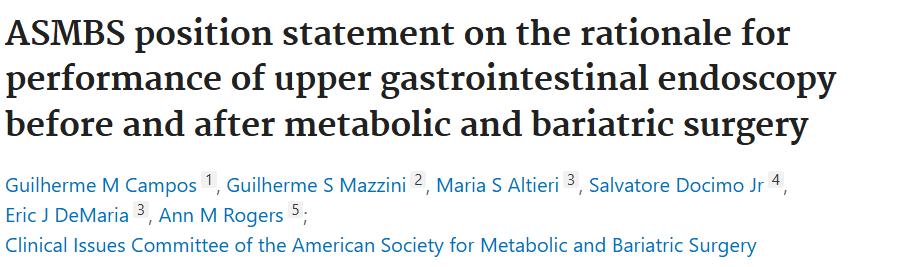 ASMBS position statement on the rationale for
performance of upper gastrointestinal endoscopy
before and after metabolic and bariatric surgery
Guilherme M Campos 1, Guilherme S Mazzini 2, Maria S Altieri 3, Salvatore Docimo Jr 4,
Eric J DeMaria 3, Ann M Rogers 5;
Clinical Issues Committee of the American Society for Metabolic and Bariatric Surgery